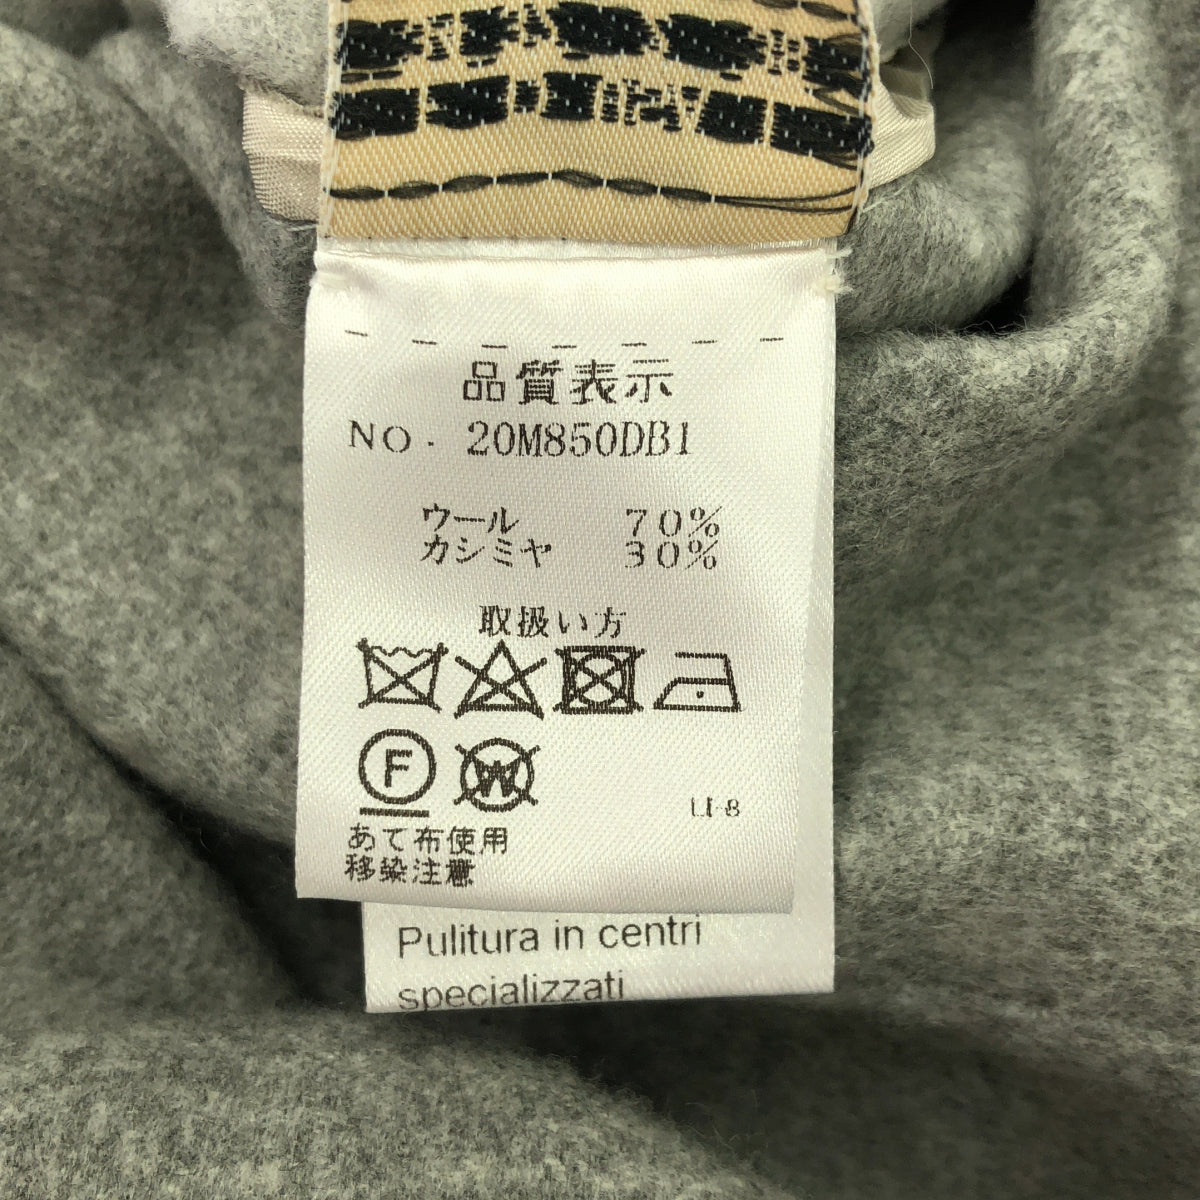 品質表示
NO. 20M850DB1
ウール 70%
カシミヤ 30%
取扱い方
F
W
LI-8
あて布使用
移染注意
Pulitura in centri
specializzati